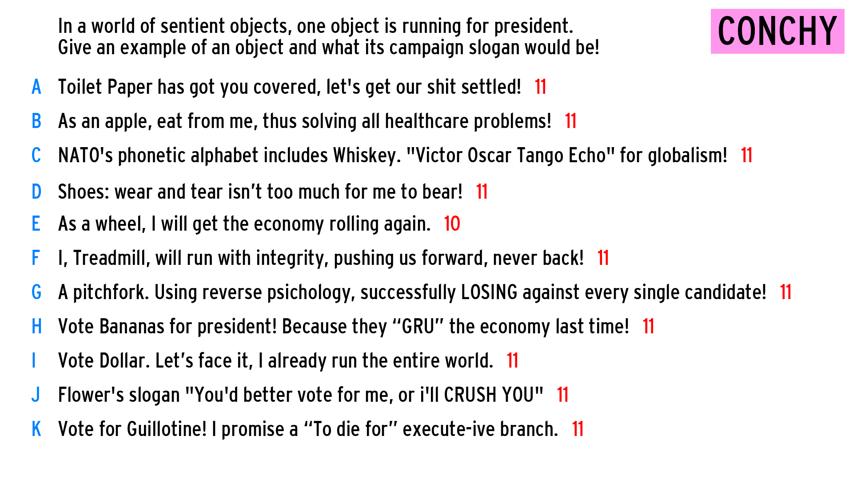 In a world of sentient objects, one object is running for president.
Give an example of an object and what its campaign slogan would be!
CONCHY
A Toilet Paper has got you covered, let's get our shit settled! 11
B As an apple, eat from me, thus solving all healthcare problems! 11
C NATO's phonetic alphabet includes Whiskey. "Victor Oscar Tango Echo" for globalism! 11
D Shoes: wear and tear isn’t too much for me to bear! 11
E As a wheel, I will get the economy rolling again. 10
F I, Treadmill, will run with integrity, pushing us forward, never back! 11
G A pitchfork. Using reverse psichology, successfully LOSING against every single candidate! 11
H Vote Bananas for president! Because they “GRU” the economy last time! 11
I Vote Dollar. Let’s face it, I already run the entire world. 11
J Flower's slogan "You'd better vote for me, or i'll CRUSH YOU" 11
K Vote for Guillotine! I promise a “To die for” execute-ive branch. 11